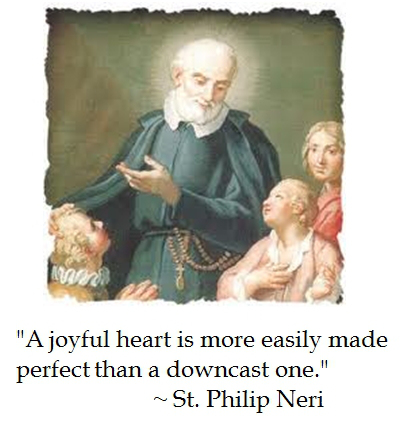 "A joyful heart is more easily made
perfect than a downcast one."
~ St. Philip Neri